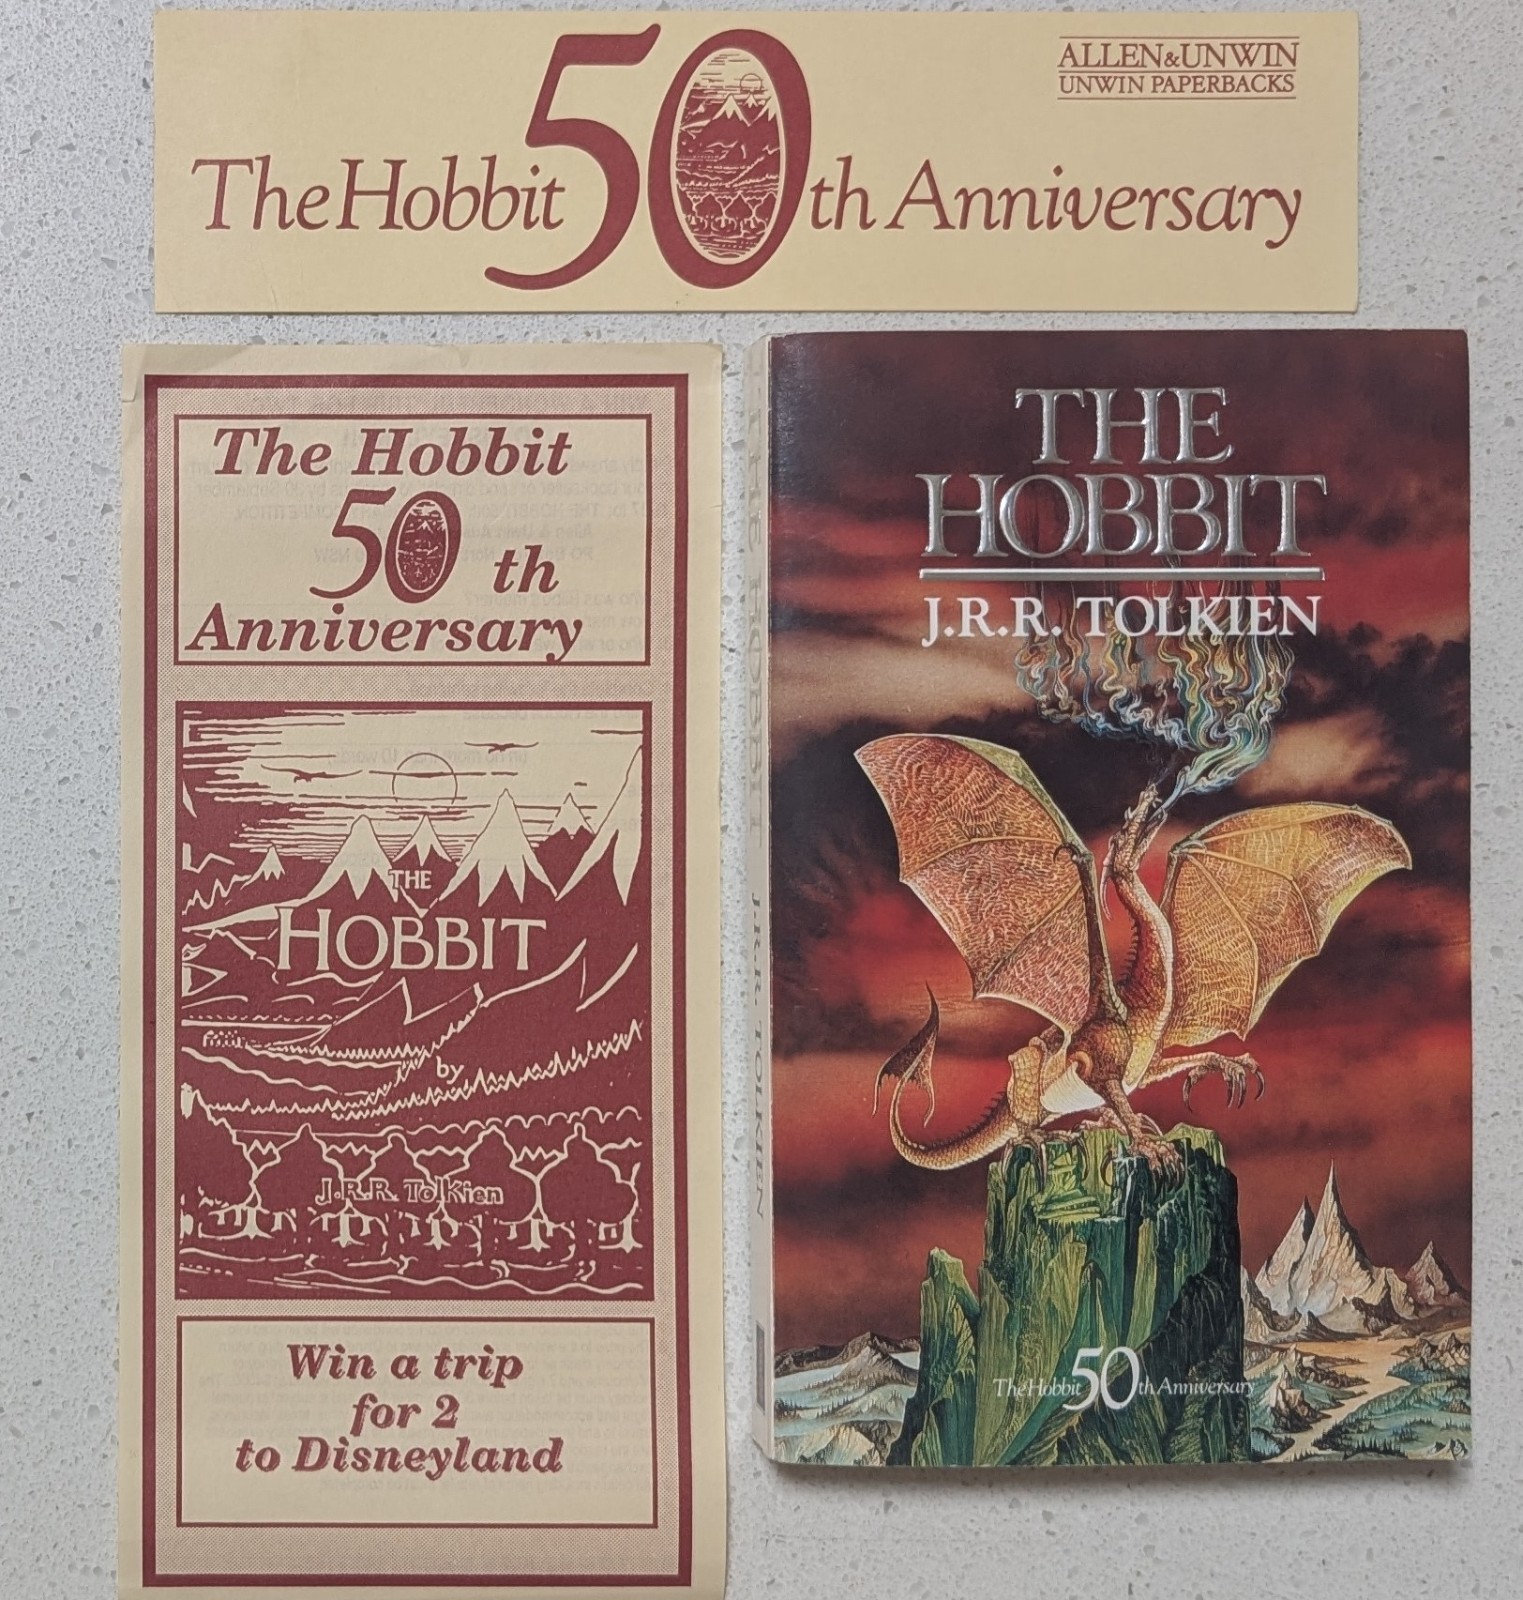 The Hobbit 50th Anniversary
ALLEN & UNWIN
UNWIN PAPERBACKS
The Hobbit
50 th
Anniversary
THE
HOBBIT
by
J.R.R. Tolkien
Win a trip
for 2
to Disneyland
THE HOBBIT J.R.R. TOLKIEN
THE
HOBBIT
J.R.R. TOLKIEN
The Hobbit 50th Anniversary